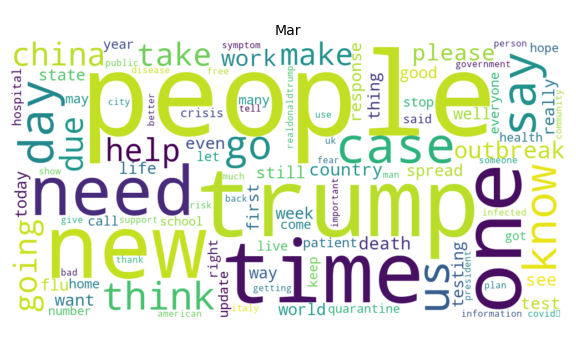 Mar
china
year
symptom
take
work
make
response
please
person
hope
hospital
state
public
disease
free
people
thing
good
government
say
really
day
may
city
better
crisis
many
tell
realdonaldtrump
use
said
stop
everyone
well
health
community
due
help
even
let
go
uk
fear
case
outbreak
life
still
country
spread
someone
today
need
show
much
risk
back
first
trump
important
man
one
infected
know
give
call
support
school
week
come
patient
death
got
going
new
thank
right
live
way
keep
time
us
testing
see
bad
flu
home
think
update
getting
world
quarantine
president
plan
test
want
number
american
italy
information
covid